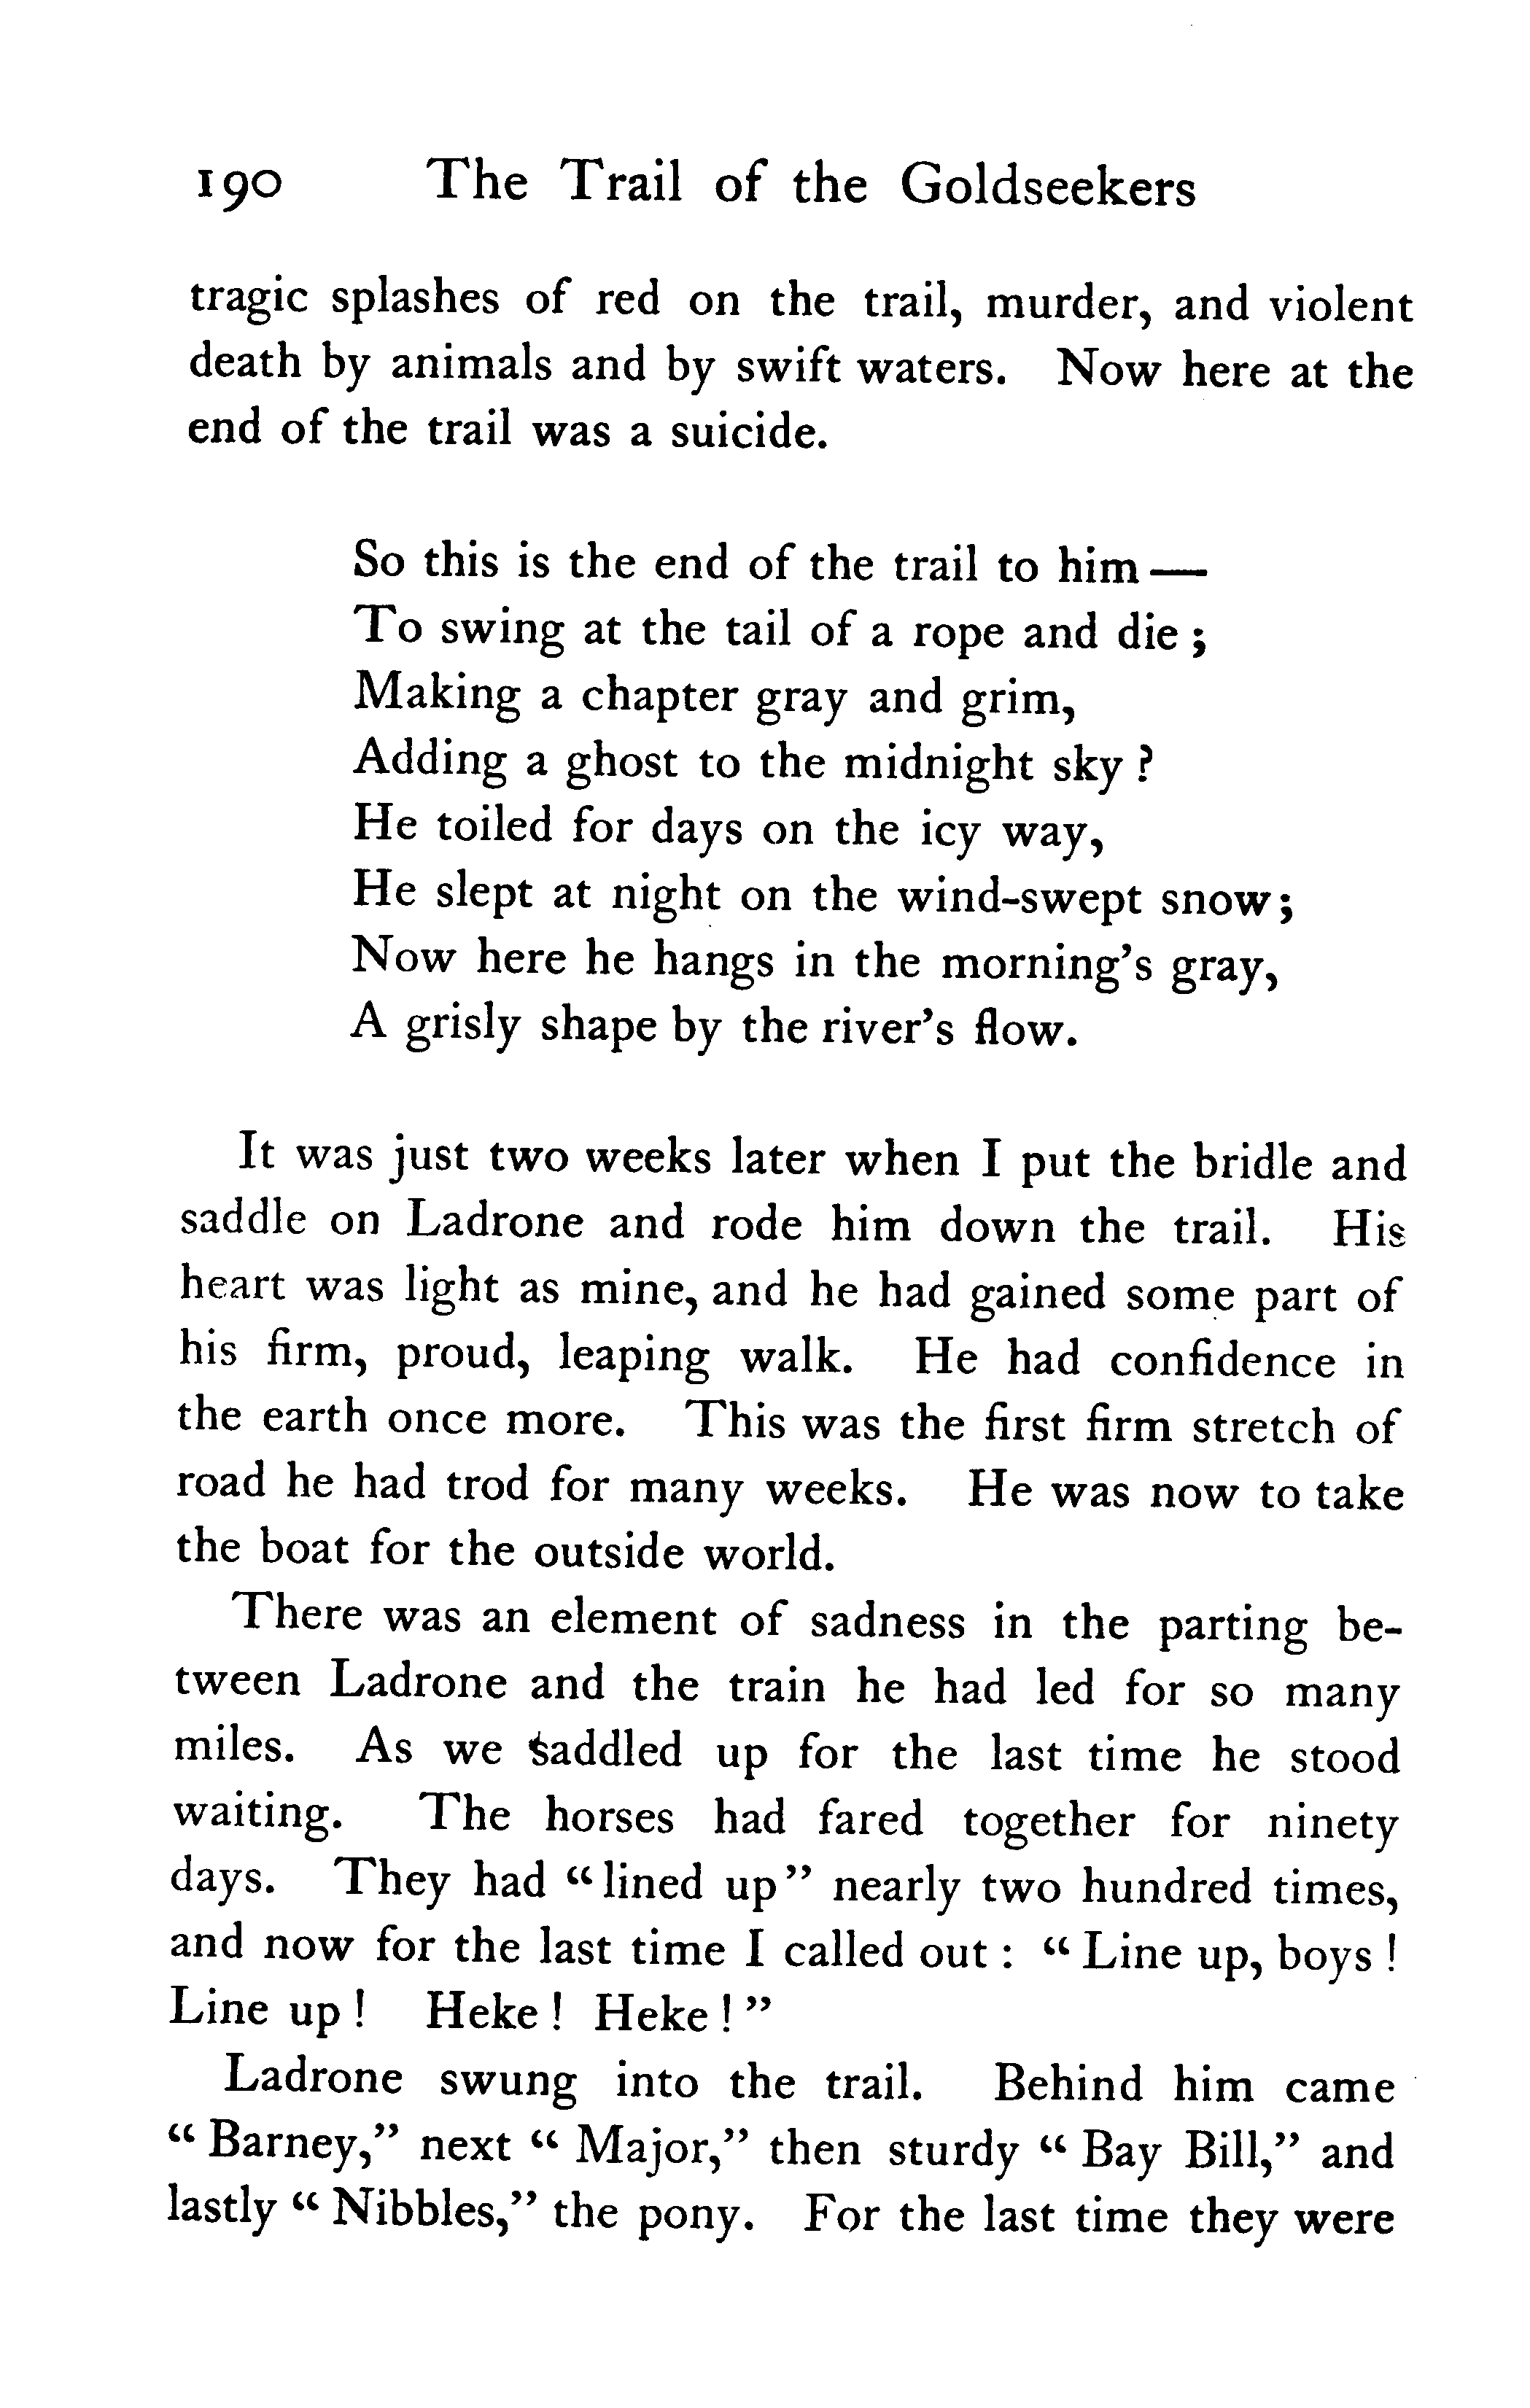 190 The Trail of the Goldseekers
tragic splashes of red on the trail, murder, and violent
death by animals and by swift waters. Now here at the
end of the trail was a suicide.
So this is the end of the trail to him —
To swing at the tail of a rope and die ;
Making a chapter gray and grim,
Adding a ghost to the midnight sky ?
He toiled for days on the icy way,
He slept at night on the wind-swept snow ;
Now here he hangs in the morning's gray,
A grisly shape by the river's flow.
It was just two weeks later when I put the bridle and
saddle on Ladrone and rode him down the trail. His
heart was light as mine, and he had gained some part of
his firm, proud, leaping walk. He had confidence in
the earth once more. This was the first firm stretch of
road he had trod for many weeks. He was now to take
the boat for the outside world.
There was an element of sadness in the parting be-
tween Ladrone and the train he had led for so many
miles. As we saddled up for the last time he stood
waiting. The horses had fared together for ninety
days. They had “ lined up ” nearly two hundred times,
and now for the last time I called out : “ Line up, boys !
Line up ! Heke ! Heke ! ”
Ladrone swung into the trail. Behind him came
“ Barney,” next “ Major,” then sturdy “ Bay Bill,” and
lastly “ Nibbles,” the pony. For the last time they were